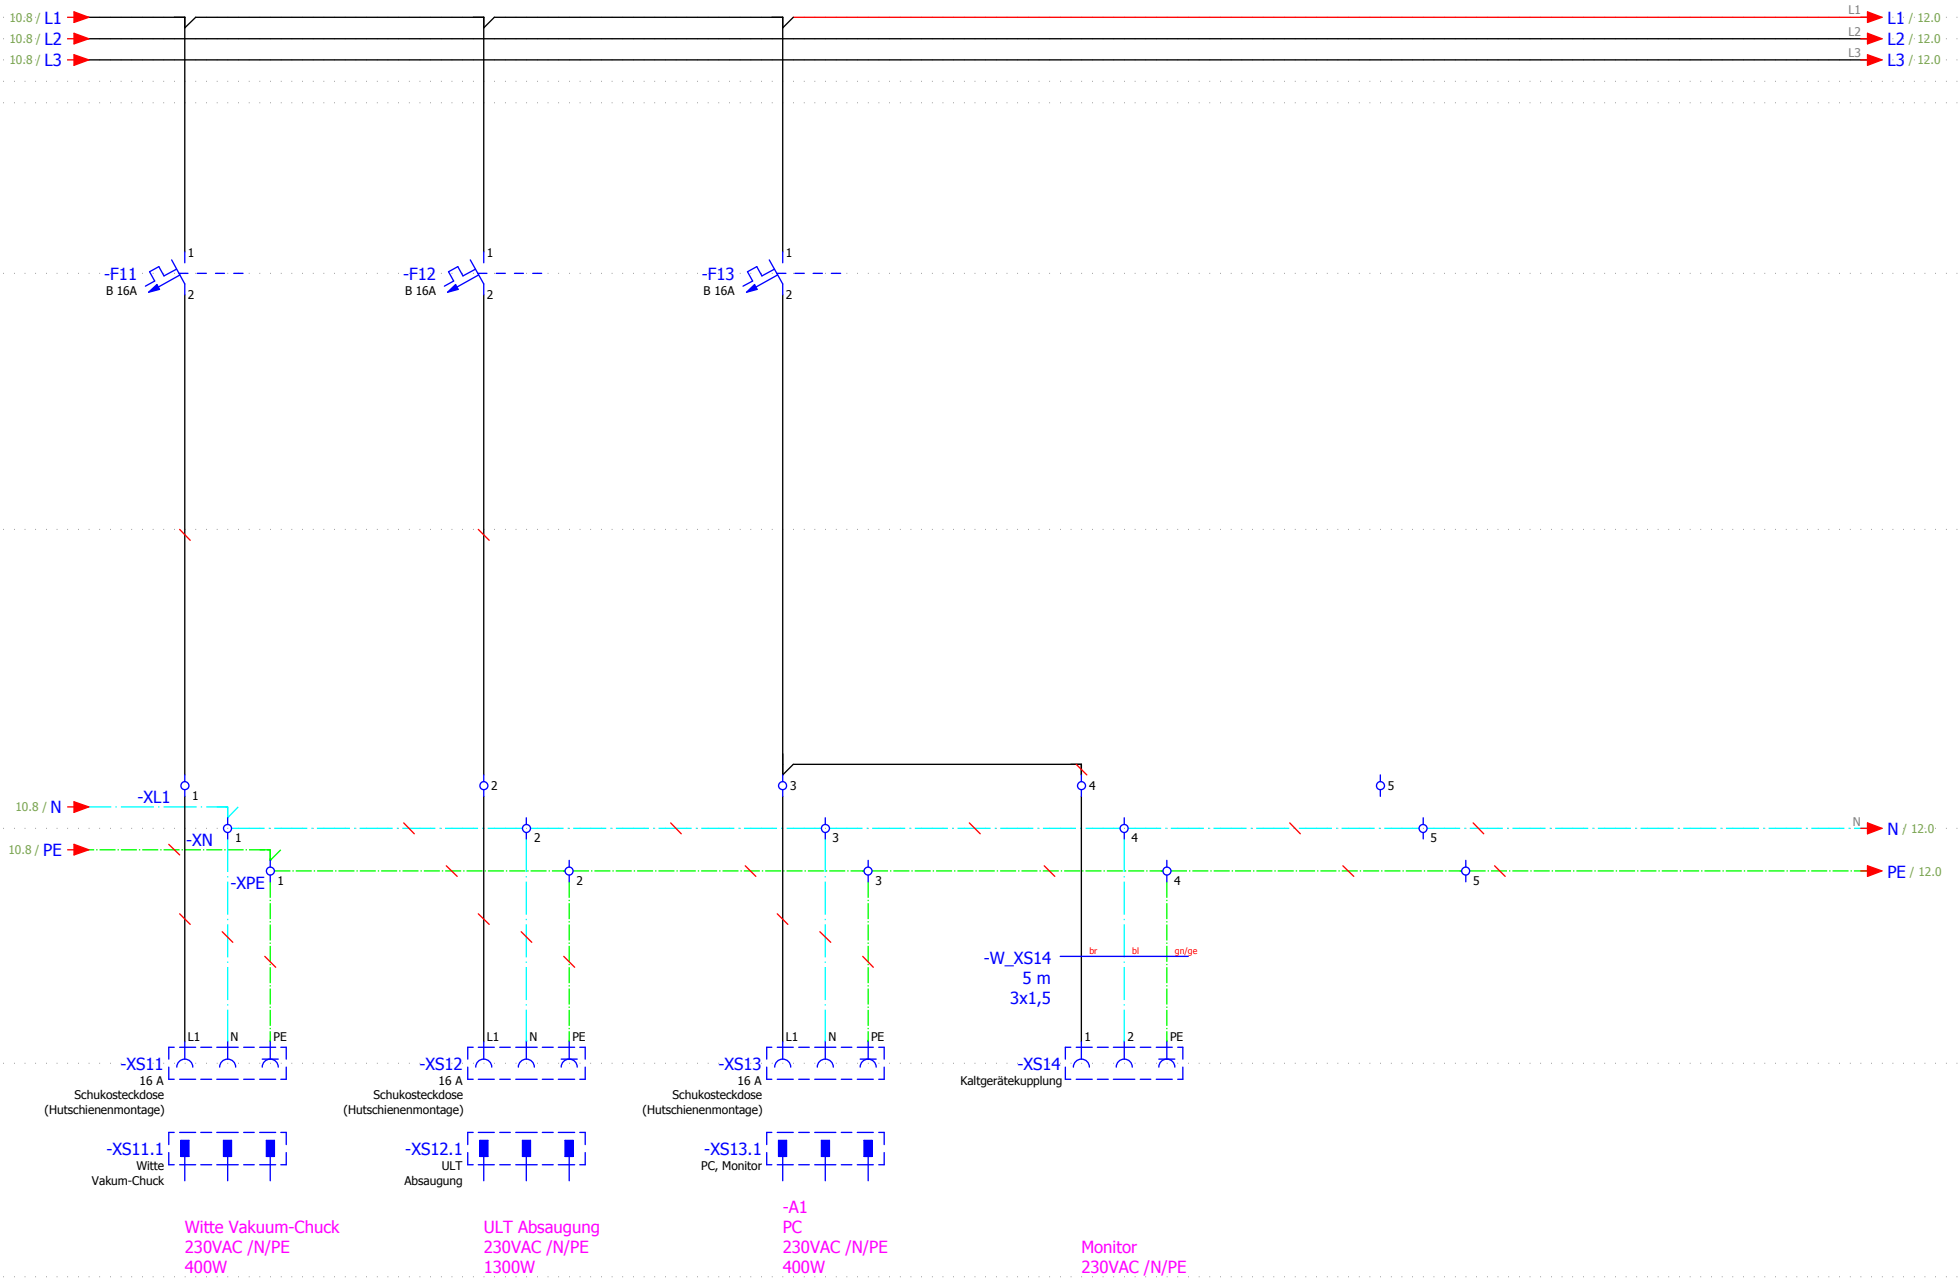 10.8 / L1
L1
L1 / 12.0
10.8 / L2
L2
L2 / 12.0
10.8 / L3
L3
L3 / 12.0
1
1
1
-F11
-F12
-F13
B 16A
B 16A
B 16A
2
2
2
1
2
3
4
5
-XL1
10.8 / N
N
N / 12.0
-XN
1
2
3
4
5
10.8 / PE
PE / 12.0
-XPE
1
2
3
4
5
br
bl
gn/ge
-W_XS14
5 m
3x1,5
L1
N
PE
L1
N
PE
L1
N
PE
1
2
PE
-XS11
16 A
Schukosteckdose
(Hutschienenmontage)
-XS12
16 A
Schukosteckdose
(Hutschienenmontage)
-XS13
16 A
Schukosteckdose
(Hutschienenmontage)
-XS14
Kaltgerätekupplung
-XS11.1
Witte
Vakum-Chuck
-XS12.1
ULT
Absaugung
-XS13.1
PC, Monitor
Witte Vakuum-Chuck
230VAC /N/PE
400W
ULT Absaugung
230VAC /N/PE
1300W
-A1
PC
230VAC /N/PE
400W
Monitor
230VAC /N/PE